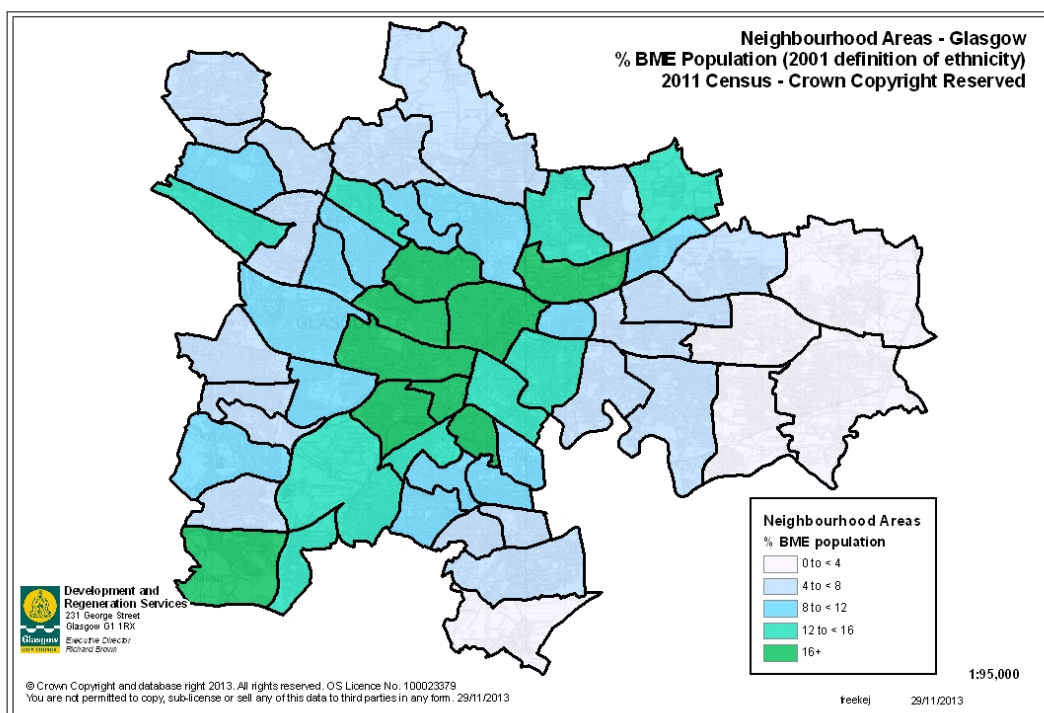 Neighbourhood Areas - Glasgow
% BME Population (2001 definition of ethnicity)
2011 Census - Crown Copyright Reserved
Neighbourhood Areas
% BME population
0 to < 4
4 to < 8
8 to < 12
12 to < 16
16+
Development and
Regeneration Services
231 George Street
Glasgow G1 1RX
Executive Director
Richard Brown
Glasgow
CITY COUNCIL
1:95,000
© Crown Copyright and database right 2013. All rights reserved. OS Licence No. 100023379
You are not permitted to copy, sub-license or sell any of this data to third parties in any form. 29/11/2013
freekej 29/11/2013